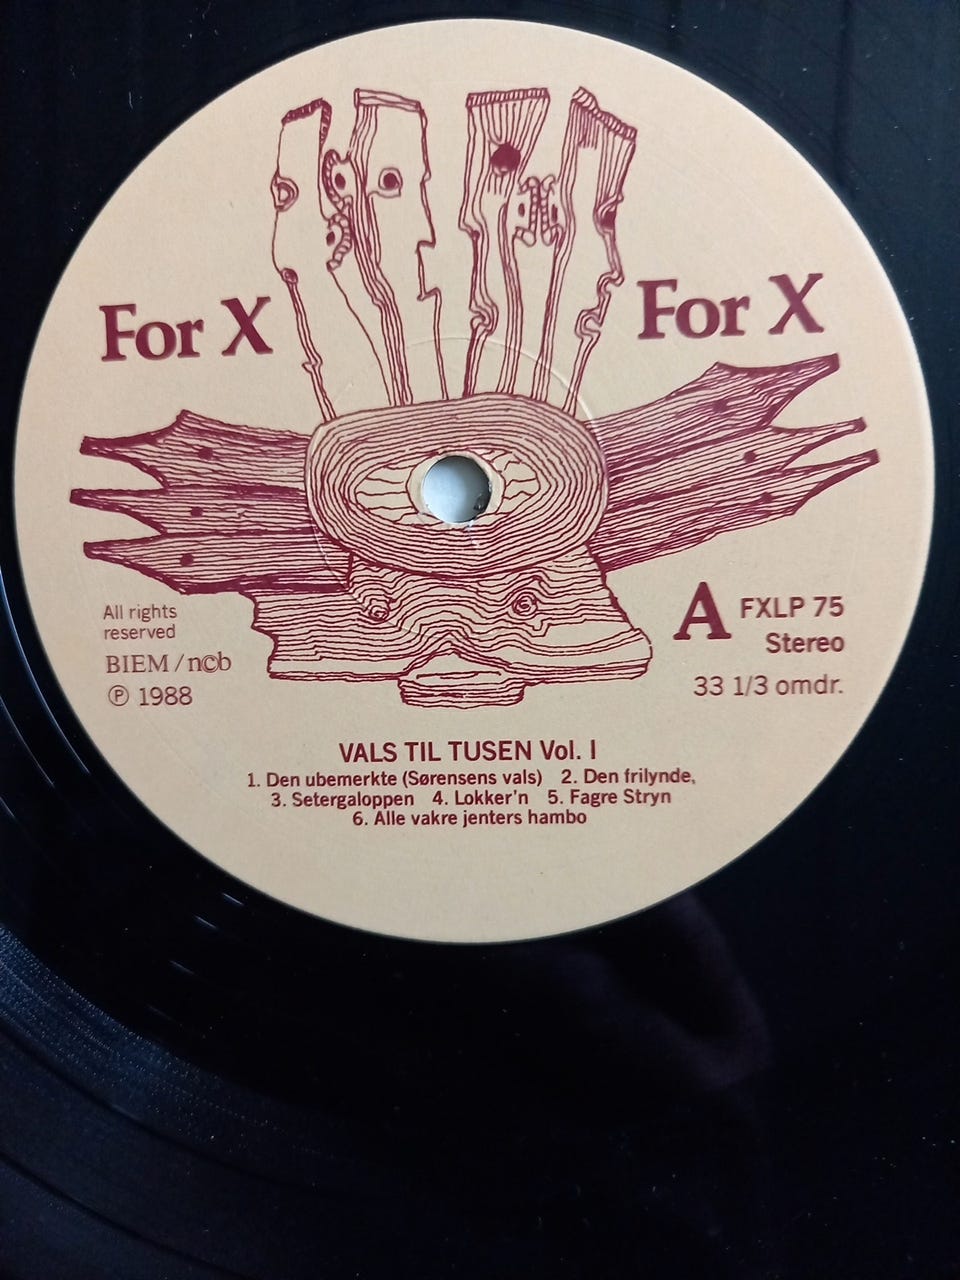 For X
For X
All rights
reserved
BIEM/n©b
℗ 1988
A FXLP 75
Stereo
33 1/3 omdr.
VALS TIL TUSEN Vol. I
1. Den ubemerkte (Sørensens vals) 2. Den frilynde,
3. Setergaloppen 4. Lokker'n 5. Fagre Stryn
6. Alle vakre jenters hambo